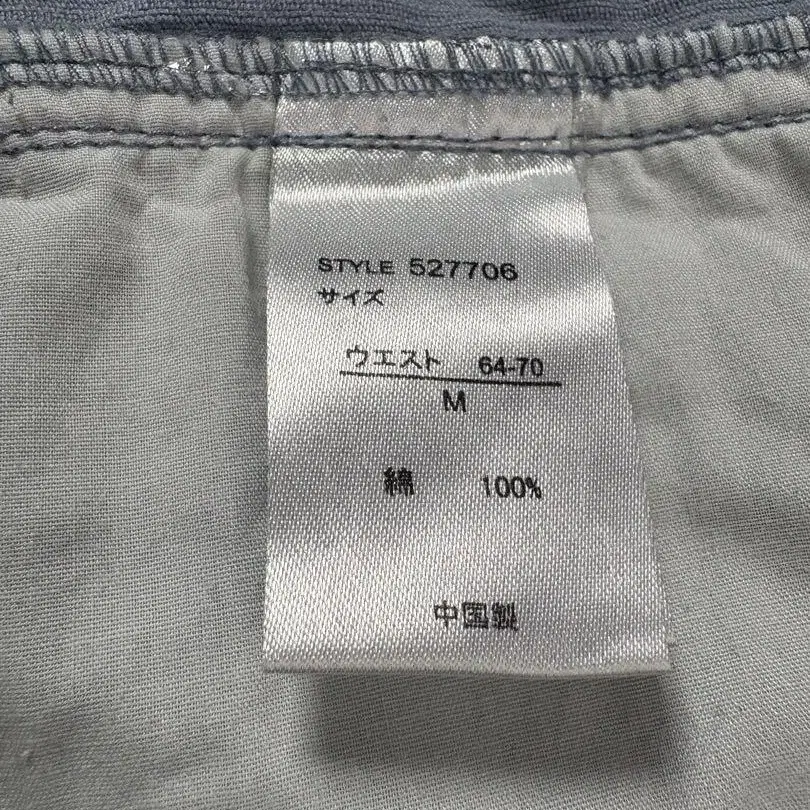 STYLE 527706
サイズ
ウエスト 64-70
M
綿 100%
中国製